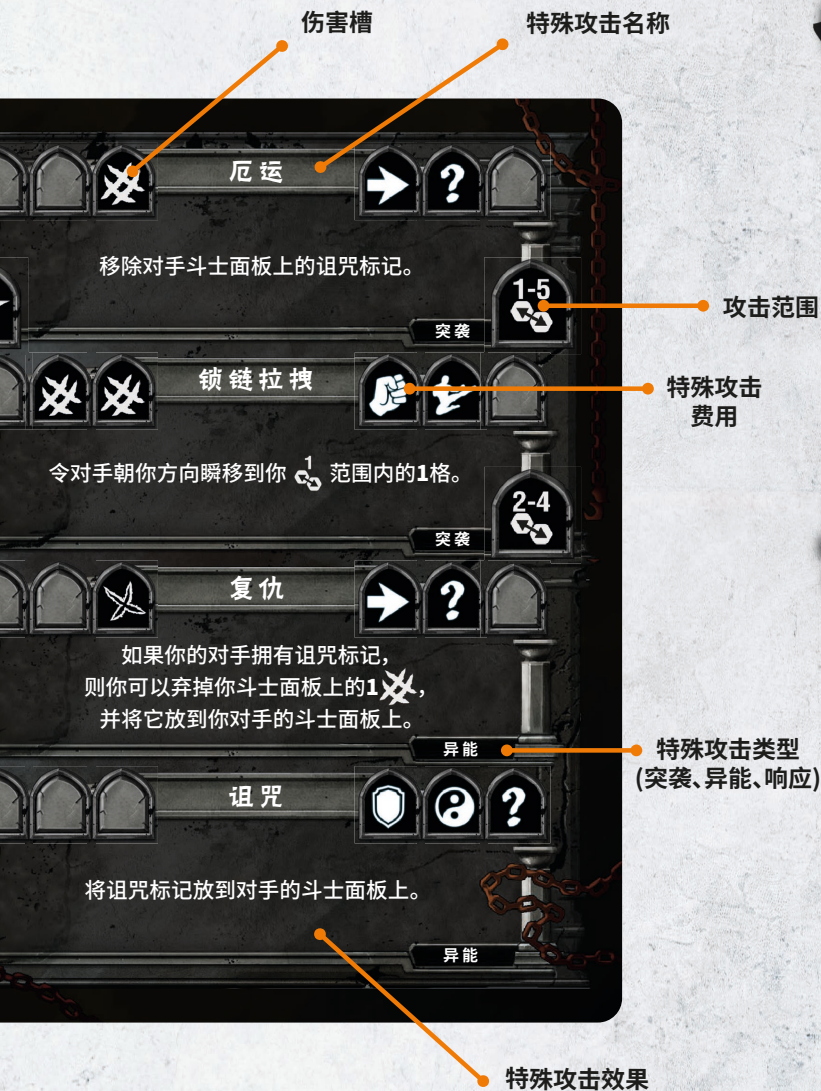 伤害槽
特殊攻击名称
厄运
?
移除对手斗士面板上的诅咒标记。
1-5
攻击范围
突袭
锁链拉拽
特殊攻击
费用
令对手朝你方向瞬移到你 1 范围内的1格。
2-4
突袭
复仇
?
如果你的对手拥有诅咒标记，
则你可以弃掉你斗士面板上的1，
并将它放到你对手的斗士面板上。
异能
特殊攻击类型
(突袭、异能、响应)
诅咒
?
将诅咒标记放到对手的斗士面板上。
异能
特殊攻击效果